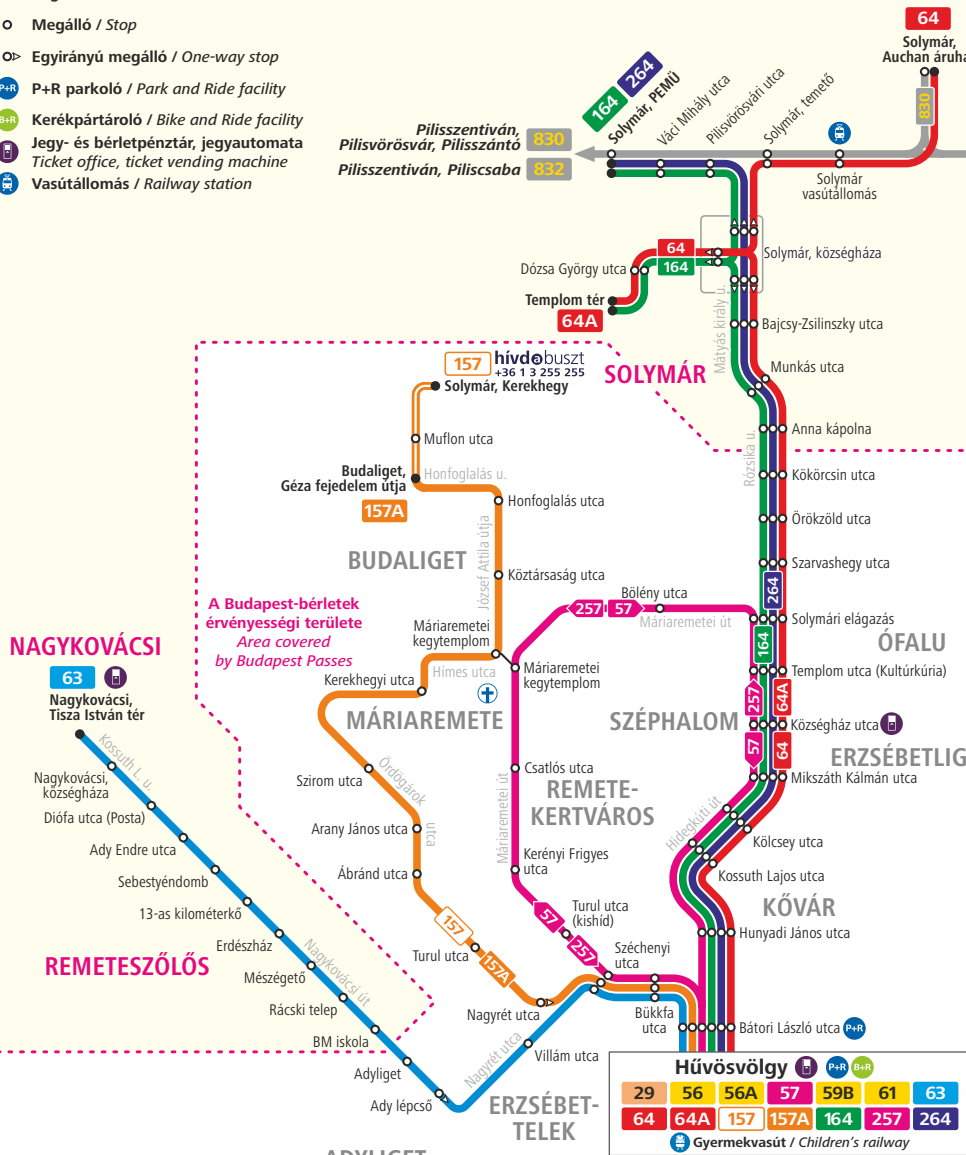 Megálló / Stop
Egyirányú megálló / One-way stop
P+R parkoló / Park and Ride facility
Kerékpártároló / Bike and Ride facility
Jegy- és bérletpénztár, jegyautomata
Ticket office, ticket vending machine
Vasútállomás / Railway station
P+R
B+R
64
Solymár,
830
164
264
Solymár, PEMÜ
Váci Mihály utca
Pilisvörösvári utca
Solymár, temető
Solymár
vasútállomás
Pilisszentiván,
Pilisvörösvár, Pilisszántó
830
Pilisszentiván, Piliscsaba
832
64
164
Solymár, községháza
Dózsa György utca
Templom tér
64A
Mátyás király u.
Bajcsy-Zsilinszky utca
Munkás utca
SOLYMÁR
Anna kápolna
Rózsika u.
Kökörcsin utca
Örökzöld utca
Szarvashegy utca
264
Solymári elágazás
ÓFALU
164
Templom utca (Kultúrkúria)
257
64A
SZÉPHALOM
Községház utca
57
64
Mikszáth Kálmán utca
Hidegkúti út
Kölcsey utca
Kossuth Lajos utca
KŐVÁR
Hunyadi János utca
Bátori László utca
P+R
157
hívdabuszt
+36 1 3 255 255
Solymár, Kerekhegy
Muflon utca
Budaliget,
Géza fejedelem útja
157A
Honfoglalás u.
Honfoglalás utca
BUDALIGET
József Attila útja
Köztársaság utca
A Budapest-bérletek
érvényességi területe
Area covered
by Budapest Passes
257
57
Bölény utca
Máriaremetei út
Máriaremetei
kegytemplom
Hímes utca
Máriaremetei
kegytemplom
Kerekhegyi utca
MÁRIAREMETE
Szirom utca
Ördögárok
utca
Csatlós utca
REMETE-
KERTVÁROS
Máriaremetei út
Arany János utca
Kerényi Frigyes
utca
Ábránd utca
157
157A
Turul utca
57
257
Turul utca
(kishíd)
Széchenyi
utca
Nagyrét utca
Bükkfa
utca
Nagyrét utca
Villám utca
NAGYKOVÁCSI
63
Nagykovácsi,
Tisza István tér
Kossuth L. u.
Nagykovácsi,
községháza
Diófa utca (Posta)
Ady Endre utca
Sebestyéndomb
13-as kilométerkő
Erdészház
Mészégető
Nagykovácsi út
REMETESZŐLŐS
Rácski telep
BM iskola
Adyliget
Ady lépcső
ERZSÉBET-
TELEK
Hűvösvölgy
P+R
B+R
29 56 56A 57 59B 61 63
64 64A 157 157A 164 257 264
Gyermekvasút / Children's railway